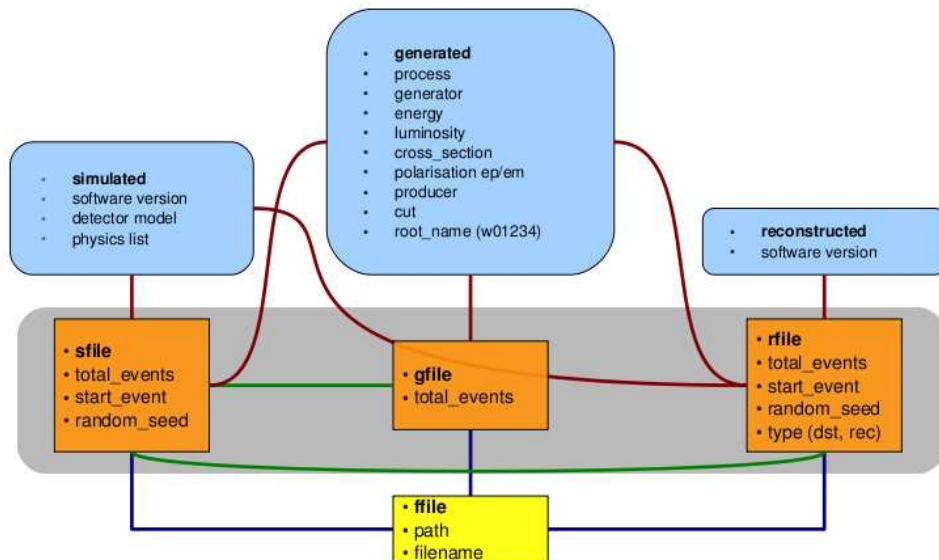 • generated
• process
• generator
• energy
• luminosity
• cross_section
• polarisation ep/em
• producer
• cut
• root_name (w01234)
• simulated
• software version
• detector model
• physics list
• reconstructed
• software version
• sfile
• total_events
• start_event
• random_seed
• gfile
• total_events
• rfile
• total_events
• start_event
• random_seed
• type (dst, rec)
• ffile
• path
• filename